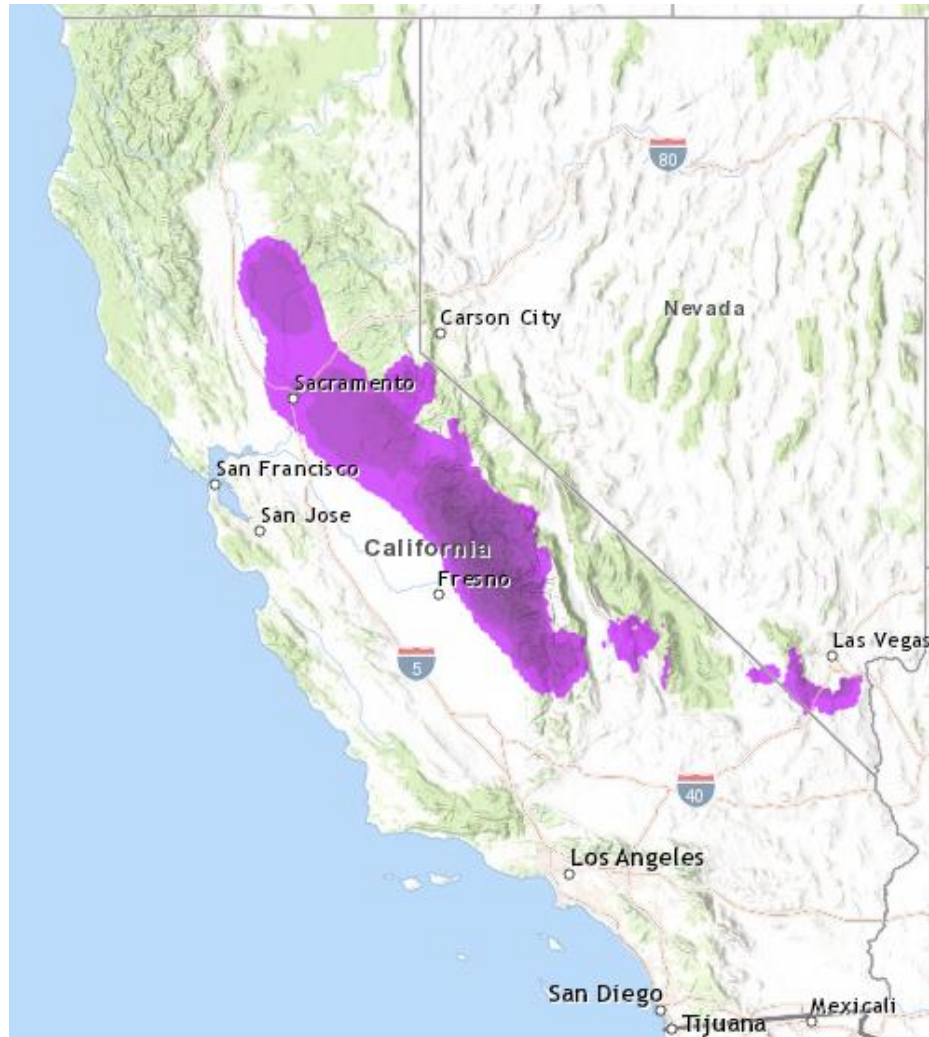 80
Nevada
Carson City
Sacramento
San Francisco
San Jose
California
Fresno
Las Vegas
5
40
Los Angeles
San Diego
Mexicali
Tijuana